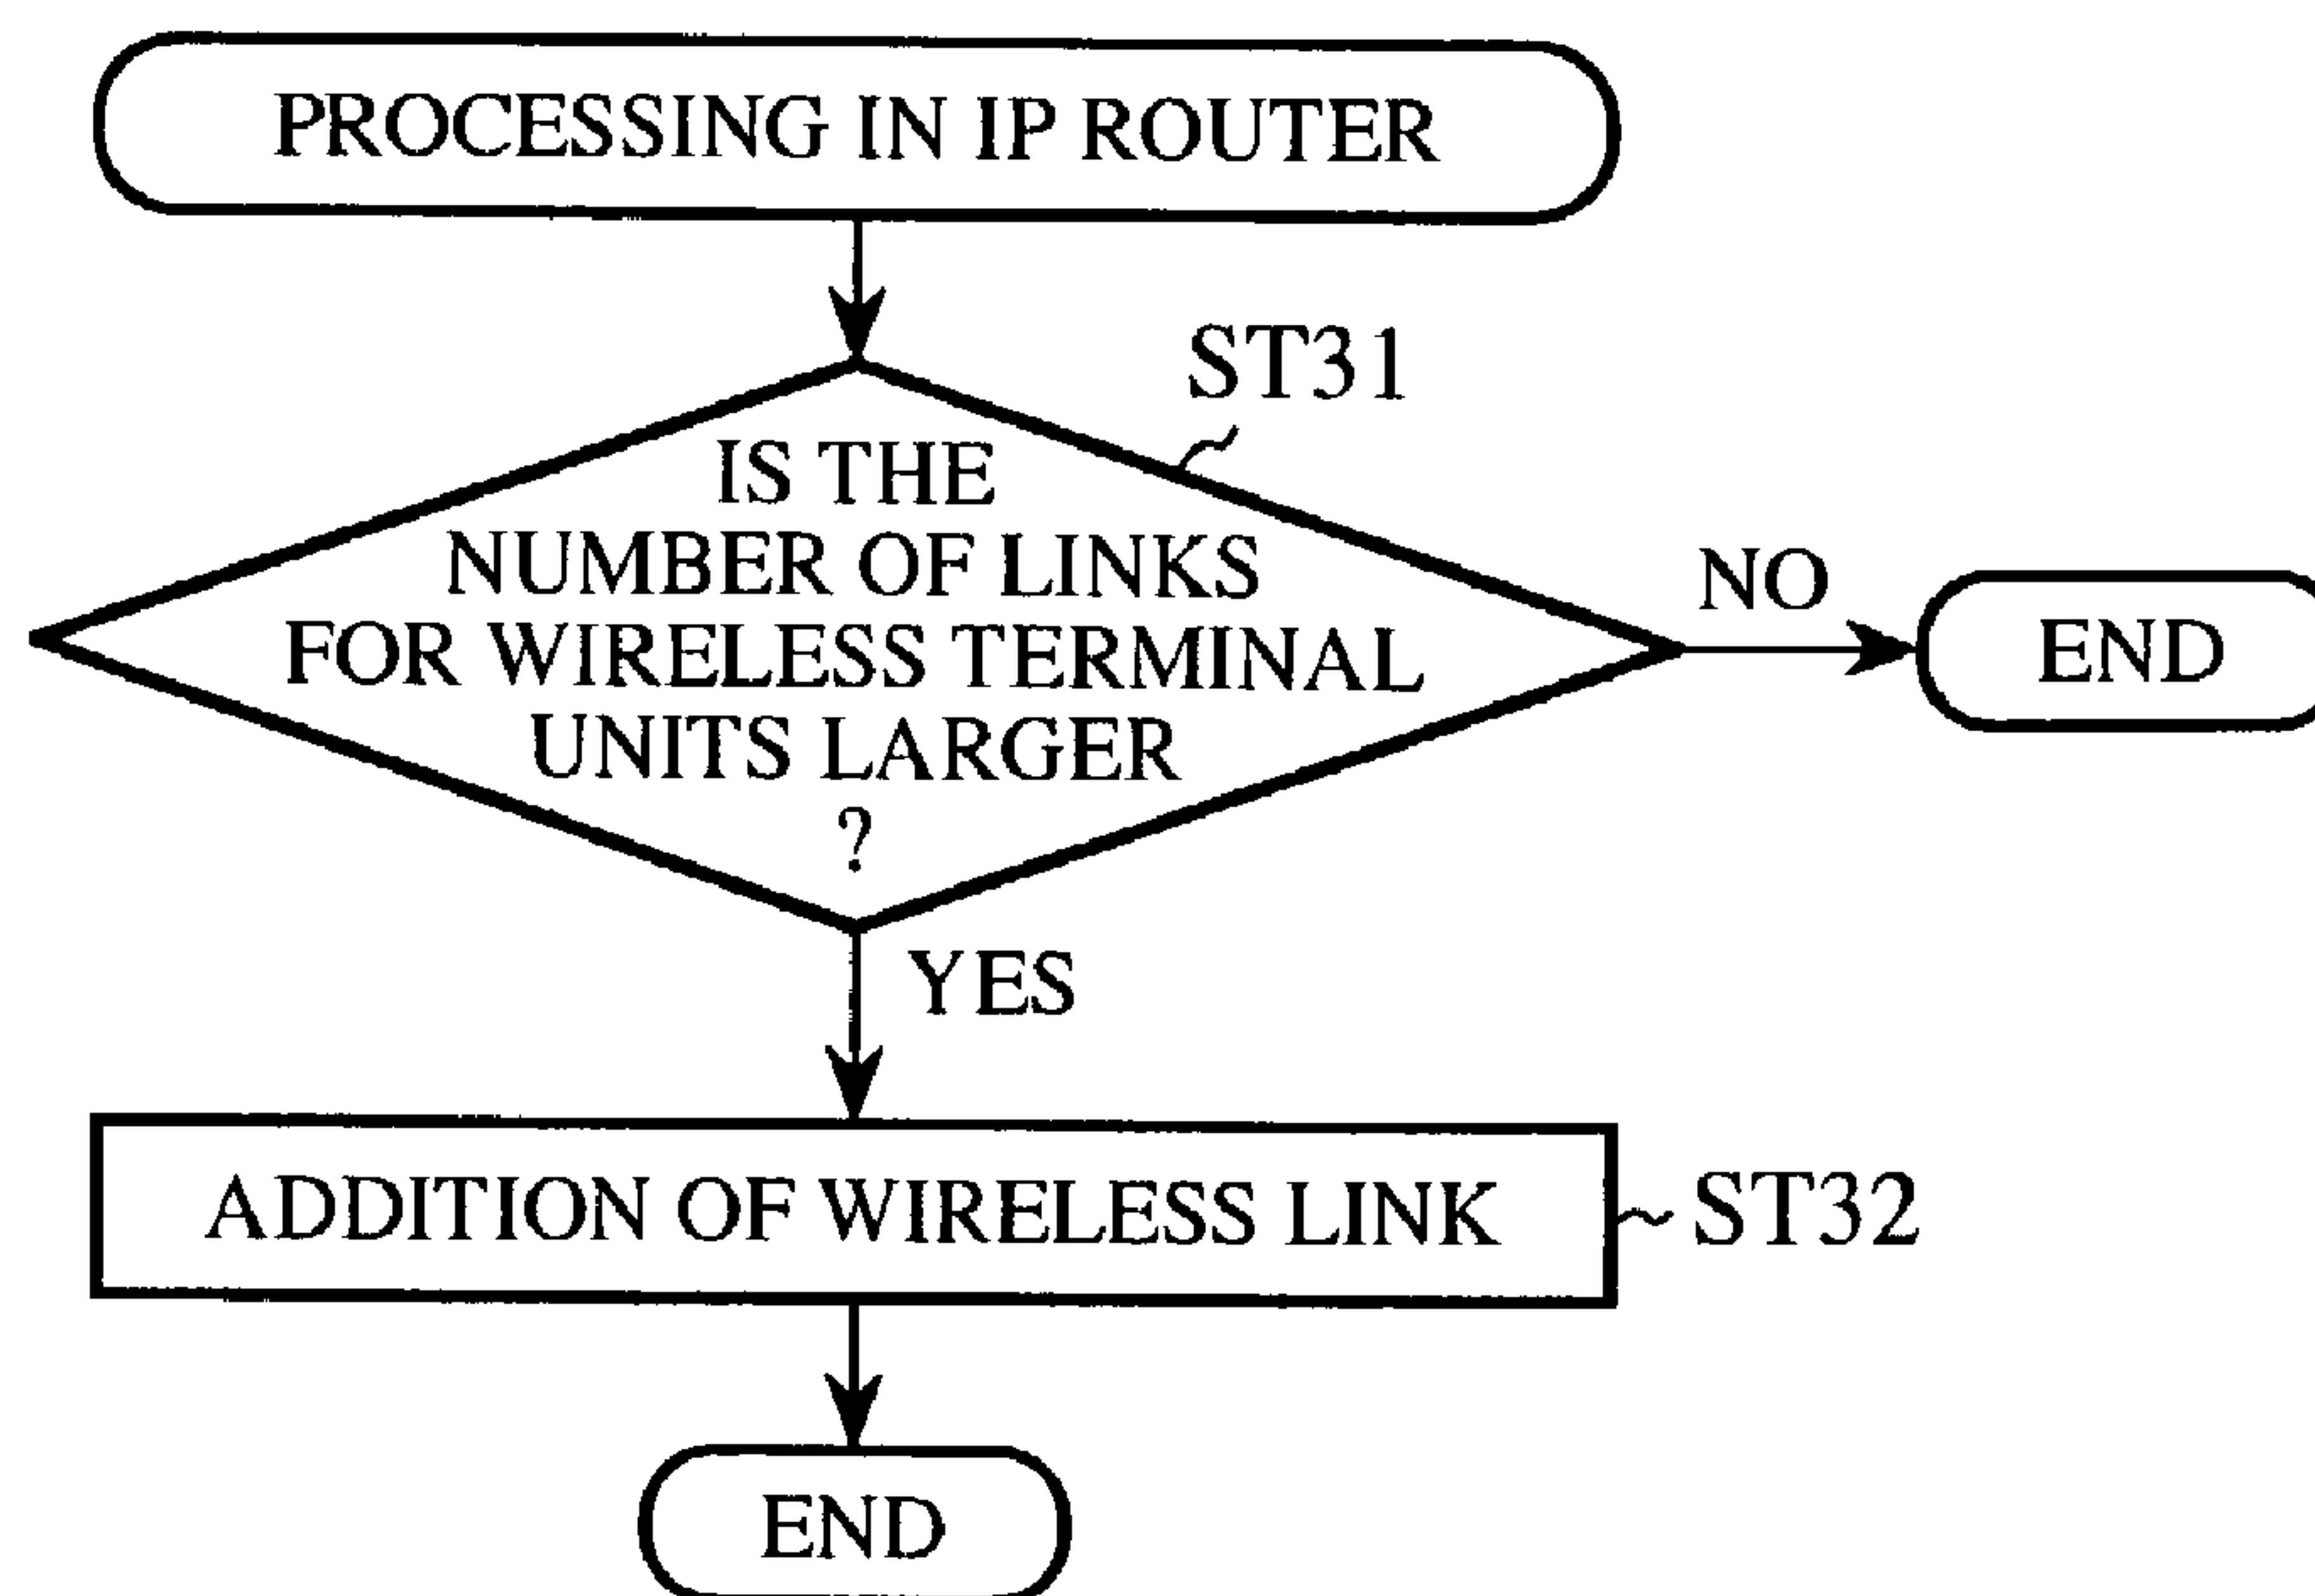 PROCESSING IN IP ROUTER
ST31
IS THE
NUMBER OF LINKS
FOR WIRELESS TERMINAL
UNITS LARGER
?
NO
END
YES
ADDITION OF WIRELESS LINK
ST32
END